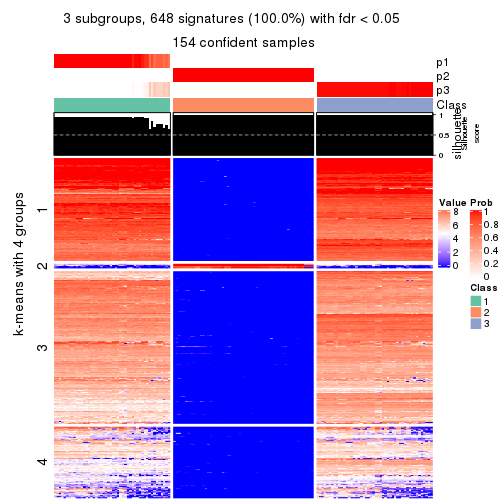 3 subgroups, 648 signatures (100.0%) with fdr < 0.05
154 confident samples
p1
p2
p3
Class
silhouette
Silhouette
score
1
0.5
0
k-means with 4 groups
1
2
3
4
Value
8
6
4
2
0
Prob
1
0.8
0.6
0.4
0.2
0
Class
1
2
3